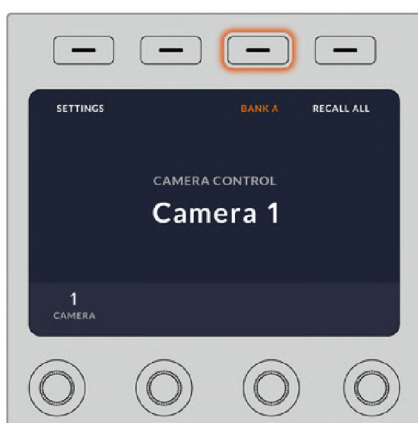 SETTINGS BANK A RECALL ALL
CAMERA CONTROL
Camera 1
1
CAMERA